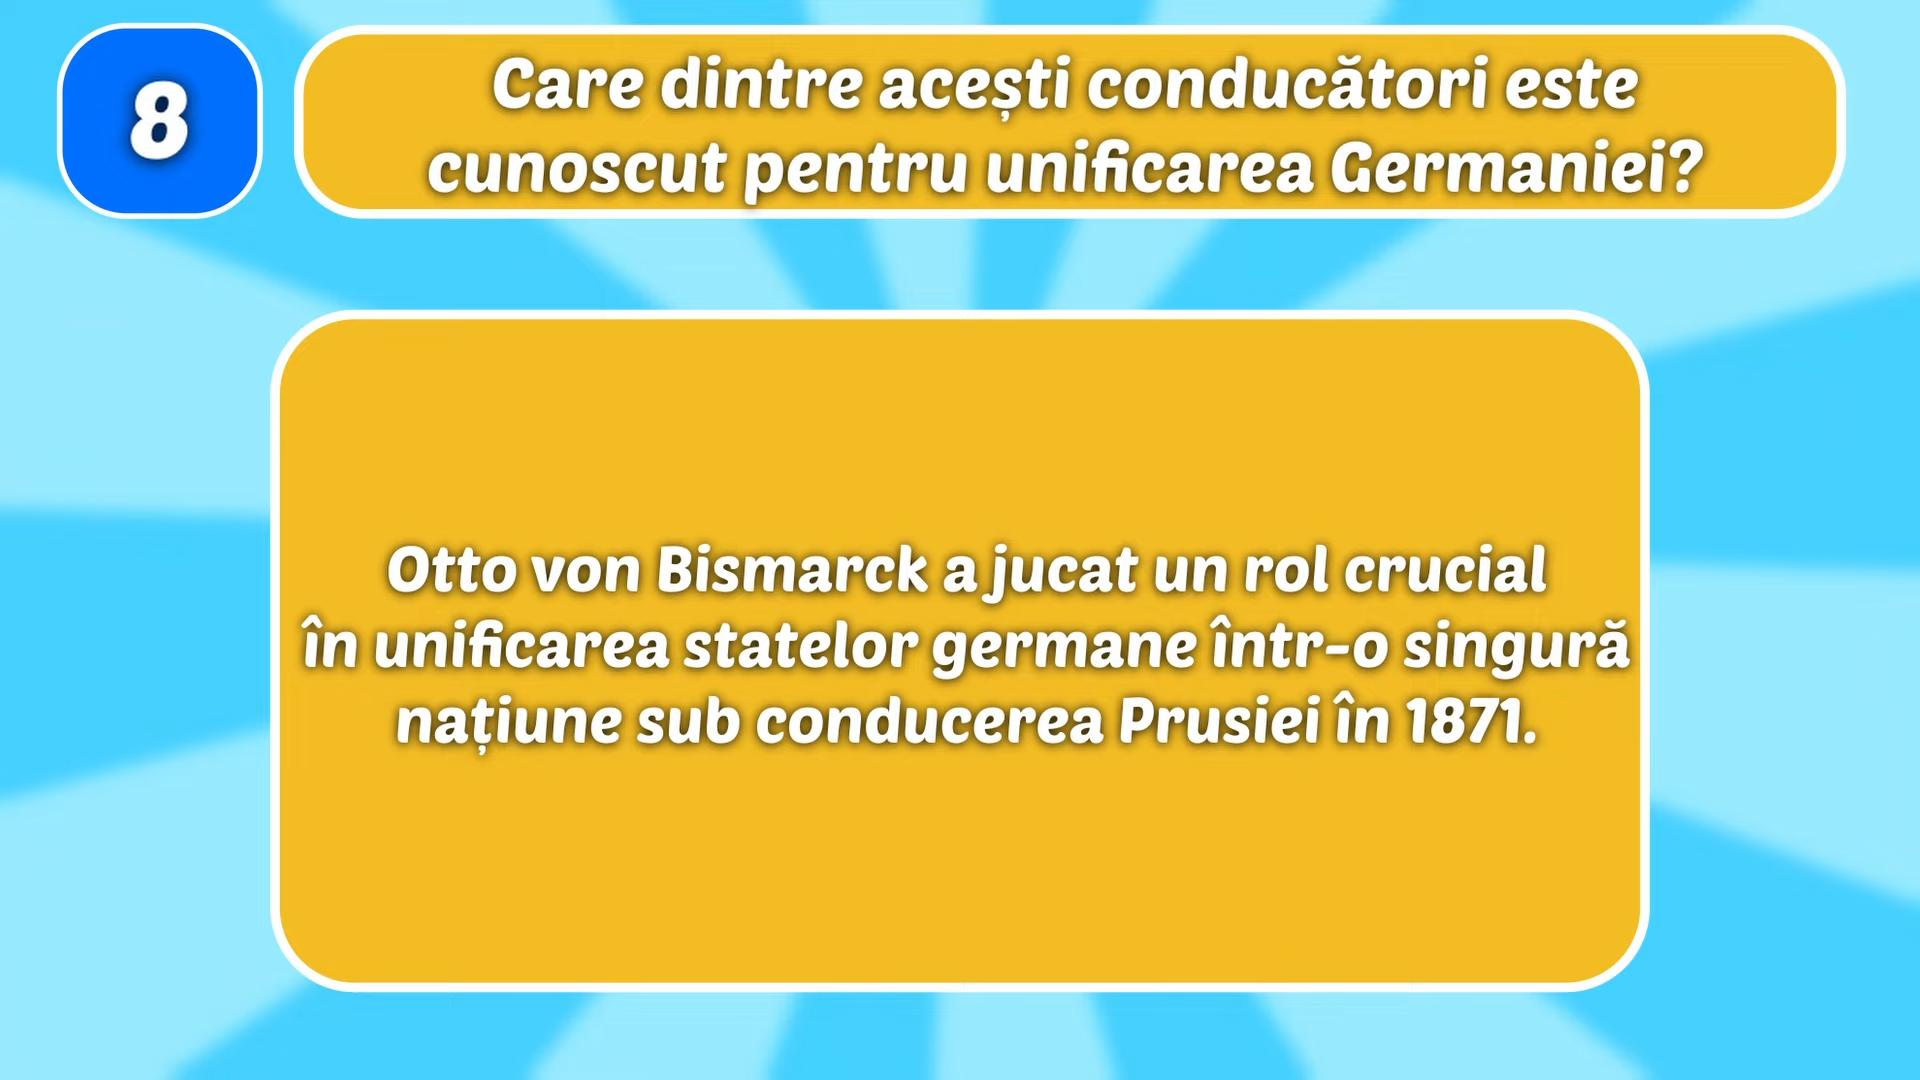 8
Care dintre acești conducători este
cunoscut pentru unificarea Germaniei?
Otto von Bismarck a jucat un rol crucial
în unificarea statelor germane într-o singură
națiune sub conducerea Prusiei în 1871.